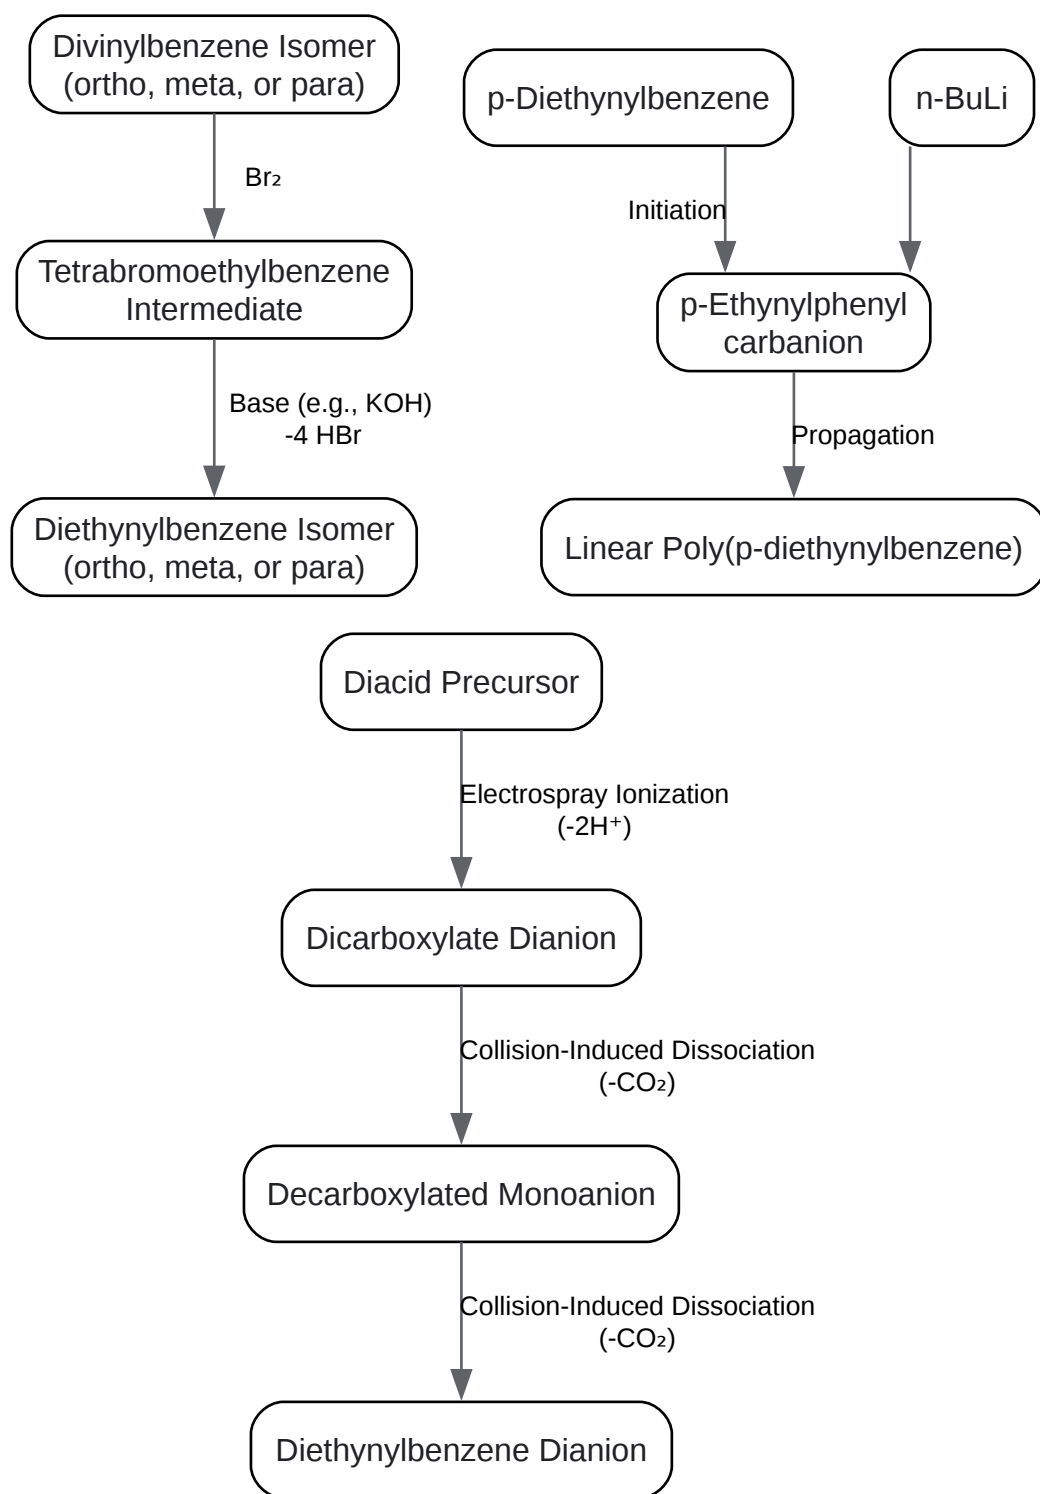 Divinylbenzene Isomer
(ortho, meta, or para)
Br₂
Tetrabromoethylbenzene
Intermediate
Base (e.g., KOH)
-4 HBr
Diethynylbenzene Isomer
(ortho, meta, or para)
p-Diethynylbenzene
n-BuLi
Initiation
p-Ethynylphenyl
carbanion
Propagation
Linear Poly(p-diethynylbenzene)
Diacid Precursor
Electrospray Ionization
(-2H⁺)
Dicarboxylate Dianion
Collision-Induced Dissociation
(-CO₂)
Decarboxylated Monoanion
Collision-Induced Dissociation
(-CO₂)
Diethynylbenzene Dianion